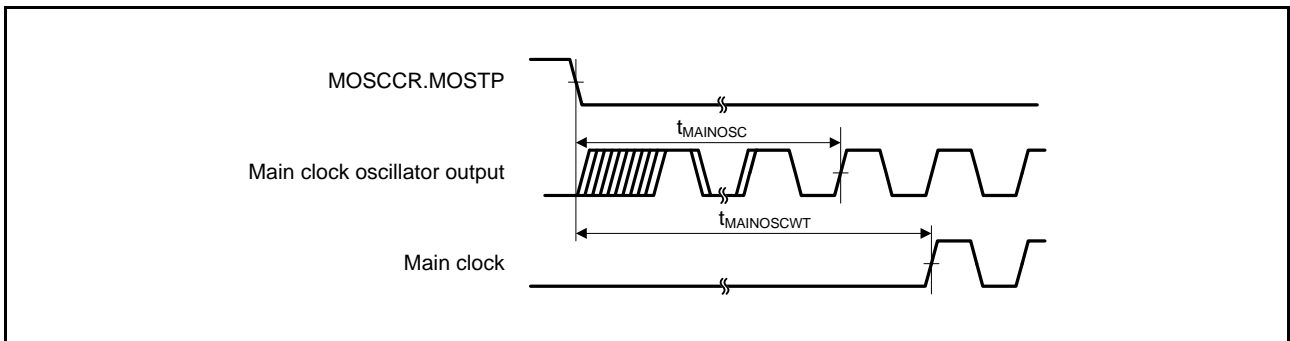 MOSCCR.MOSTP
tMAINOSC
Main clock oscillator output
tMAINOSCWT
Main clock